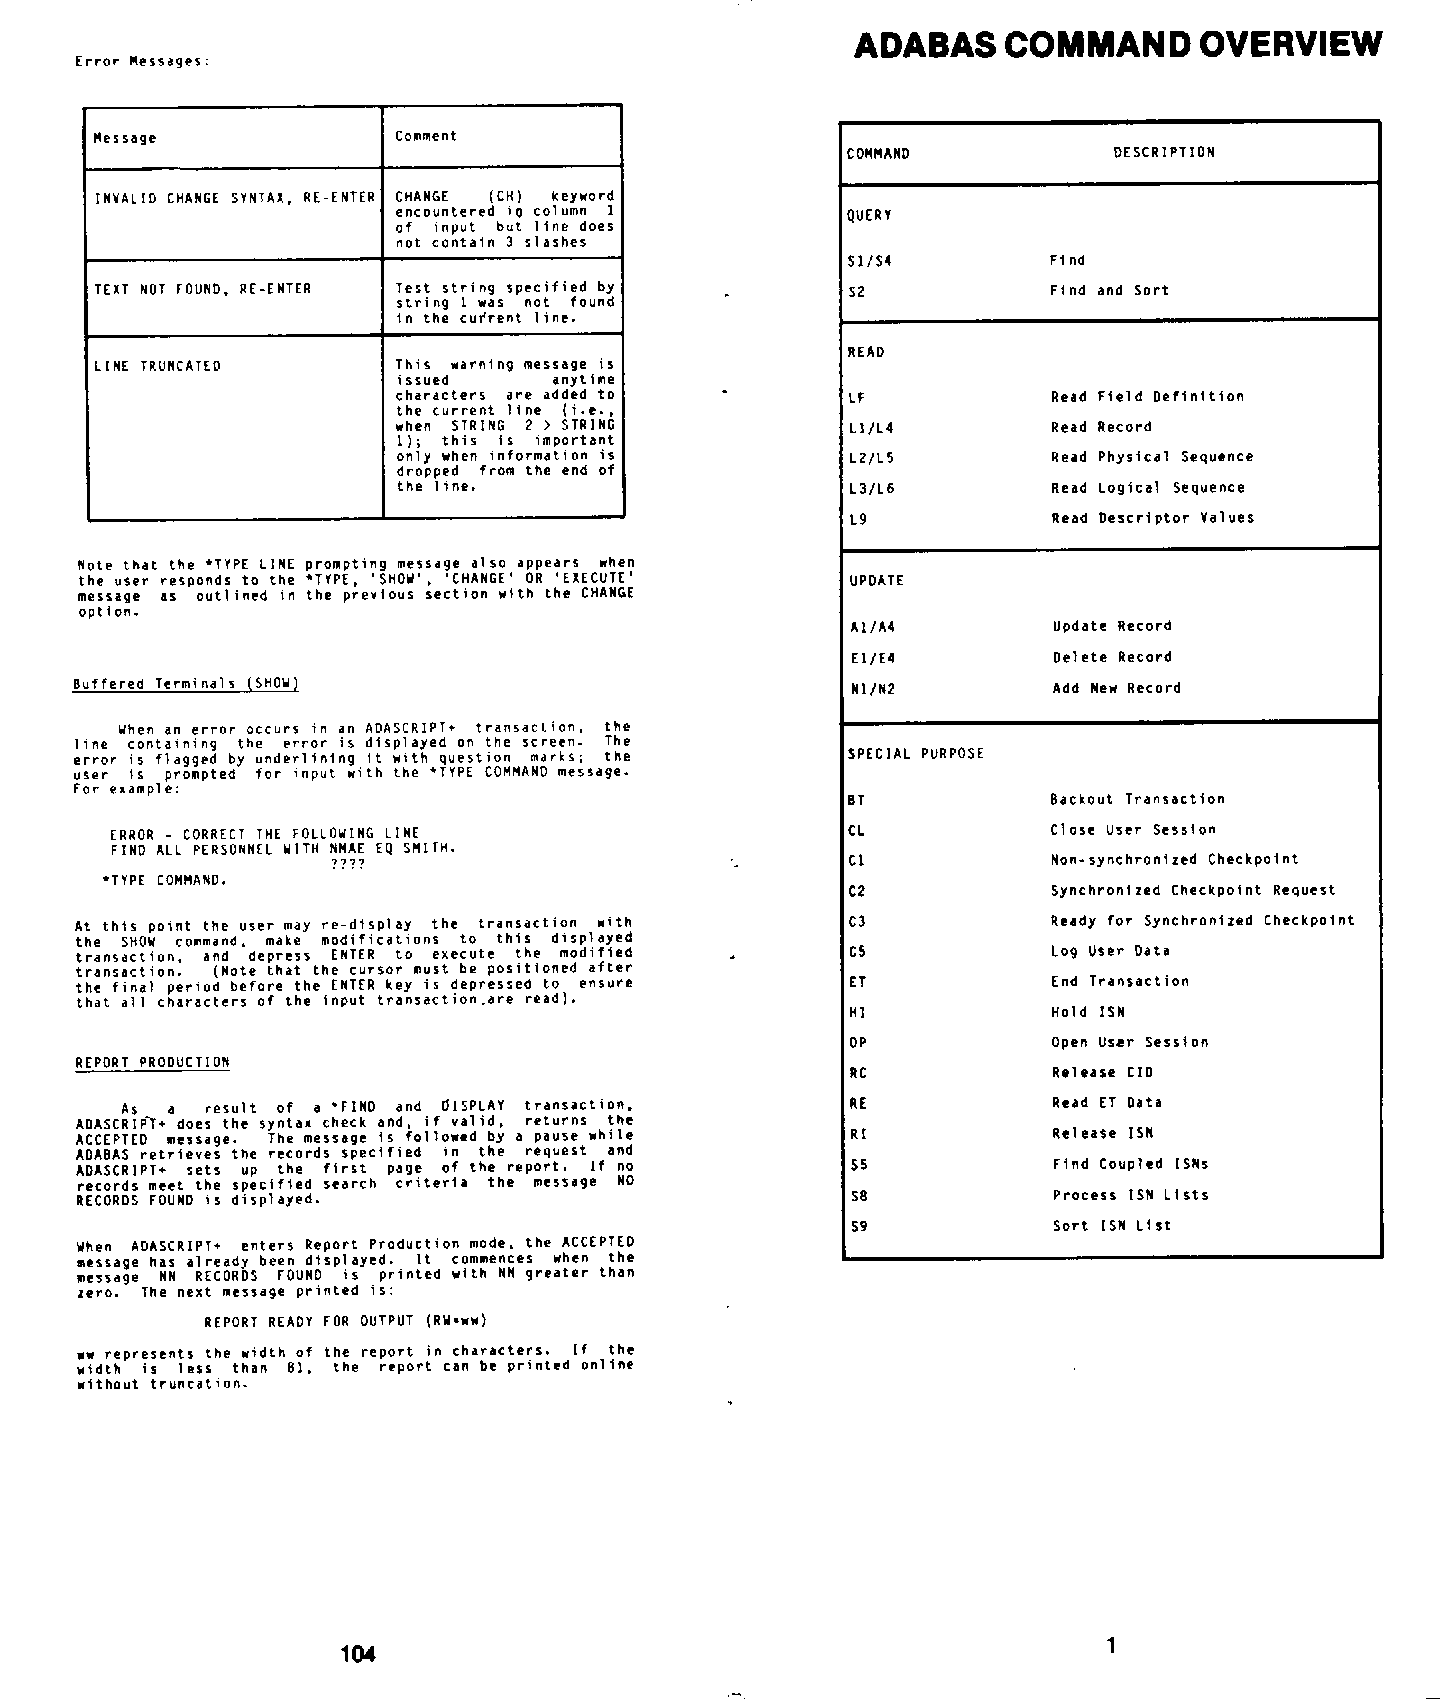 Error Messages:
Message Comment
INVALID CHANGE SYNTAX, RE-ENTER CHANGE (CH) keyword
encountered in column 1
of input but line does
not contain 3 slashes
TEXT NOT FOUND, RE-ENTER Test string specified by
string 1 was not found
in the current line.
LINE TRUNCATED This warning message is
issued anytime
characters are added to
the current line (i.e.,
when STRING 2 > STRING
1); this is important
only when information is
dropped from the end of
the line.
Note that the *TYPE LINE prompting message also appears when
the user responds to the *TYPE, 'SHOW', 'CHANGE' OR 'EXECUTE'
message as outlined in the previous section with the CHANGE
option.
Buffered Terminals (SHOW)
When an error occurs in an ADASCRIPT+ transaction, the
line containing the error is displayed on the screen. The
error is flagged by underlining it with question marks; the
user is prompted for input with the *TYPE COMMAND message.
For example:
ERROR - CORRECT THE FOLLOWING LINE
FIND ALL PERSONNEL WITH NMAE EQ SMITH.
????
*TYPE COMMAND.
At this point the user may re-display the transaction with
the SHOW command, make modifications to this displayed
transaction, and depress ENTER to execute the modified
transaction. (Note that the cursor must be positioned after
the final period before the ENTER key is depressed to ensure
that all characters of the input transaction are read).
REPORT PRODUCTION
As a result of a *FIND and DISPLAY transaction,
ADASCRIPT+ does the syntax check and, if valid, returns the
ACCEPTED message. The message is followed by a pause while
ADABAS retrieves the records specified in the request and
ADASCRIPT+ sets up the first page of the report. If no
records meet the specified search criteria the message NO
RECORDS FOUND is displayed.
When ADASCRIPT+ enters Report Production mode, the ACCEPTED
message has already been displayed. It commences when the
message NN RECORDS FOUND is printed with NN greater than
zero. The next message printed is:
REPORT READY FOR OUTPUT (RW=ww)
ww represents the width of the report in characters. If the
width is less than 81, the report can be printed online
without truncation.
104
ADABAS COMMAND OVERVIEW
COMMAND DESCRIPTION
QUERY
S1/S4 Find
S2 Find and Sort
READ
LF Read Field Definition
L1/L4 Read Record
L2/L5 Read Physical Sequence
L3/L6 Read Logical Sequence
L9 Read Descriptor Values
UPDATE
A1/A4 Update Record
E1/E4 Delete Record
N1/N2 Add New Record
SPECIAL PURPOSE
BT Backout Transaction
CL Close User Session
C1 Non-synchronized Checkpoint
C2 Synchronized Checkpoint Request
C3 Ready for Synchronized Checkpoint
C5 Log User Data
ET End Transaction
HI Hold ISN
OP Open User Session
RC Release CID
RE Read ET Data
RI Release ISN
S5 Find Coupled ISNs
S8 Process ISN Lists
S9 Sort ISN List
1